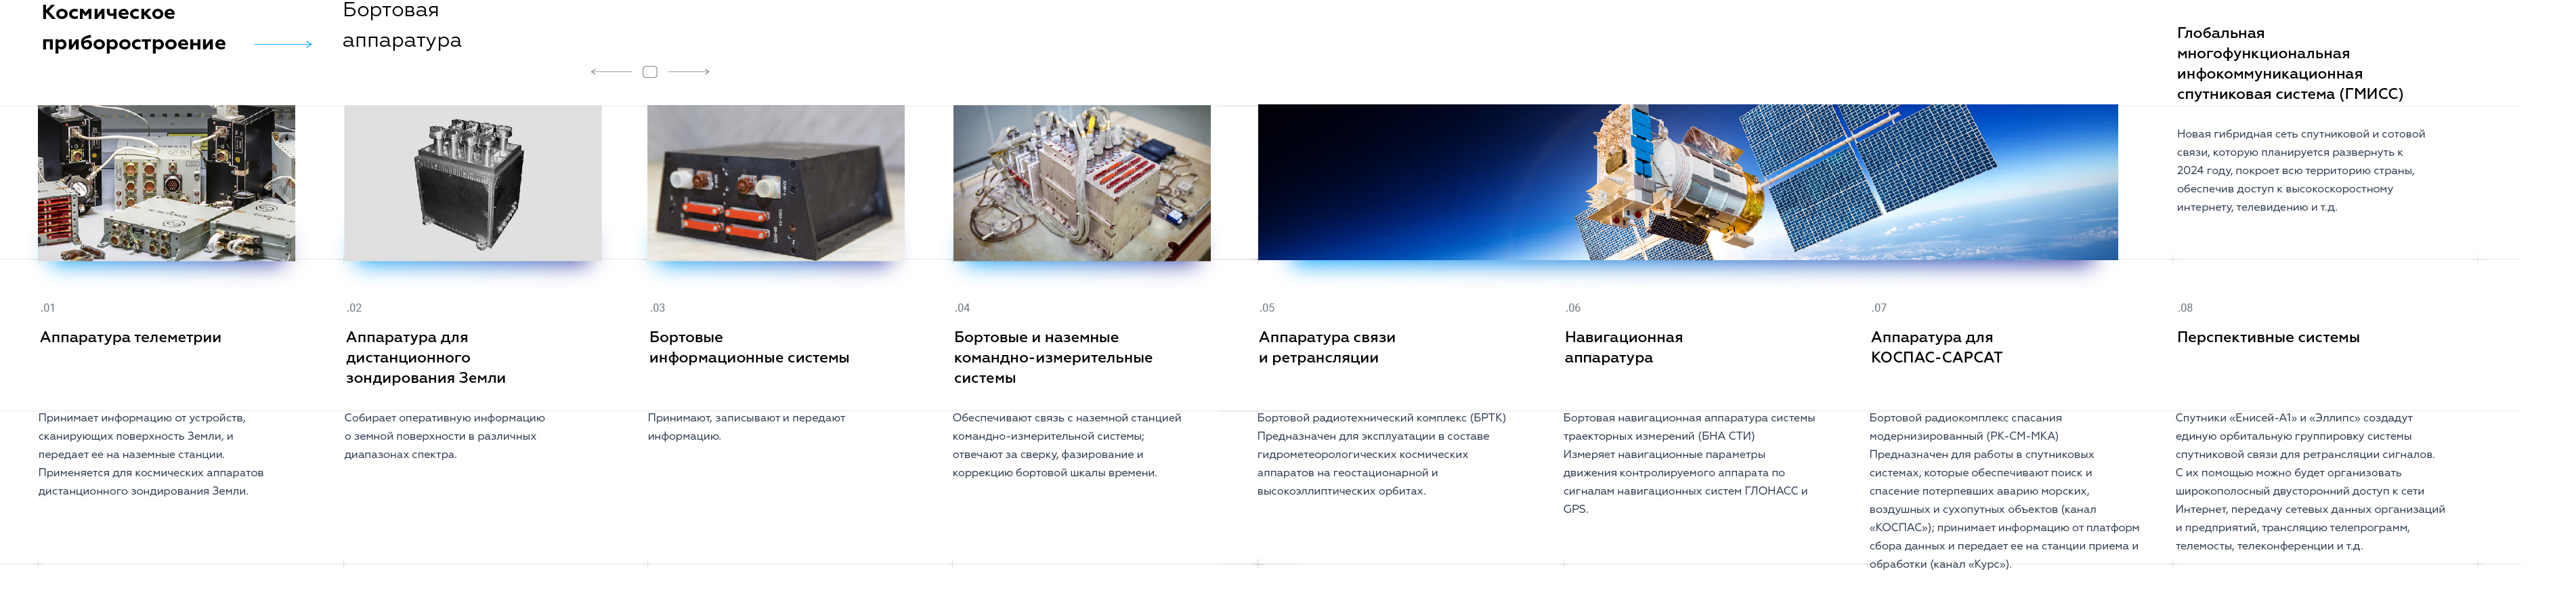 Космическое
приборостроение
Бортовая
аппаратура
Глобальная
многофункциональная
инфокоммуникационная
спутниковая система (ГМИСС)
Новая гибридная сеть спутниковой и сотовой
связи, которую планируется развернуть к
2024 году, покроет всю территорию страны,
обеспечив доступ к высокоскоростному
интернету, телевидению и т.д.
.01
Аппаратура телеметрии
Принимает информацию от устройств,
сканирующих поверхность Земли, и
передает ее на наземные станции.
Применяется для космических аппаратов
дистанционного зондирования Земли.
.02
Аппаратура для
дистанционного
зондирования Земли
Собирает оперативную информацию
о земной поверхности в различных
диапазонах спектра.
.03
Бортовые
информационные системы
Принимают, записывают и передают
информацию.
.04
Бортовые и наземные
командно-измерительные
системы
Обеспечивают связь с наземной станцией
командно-измерительной системы;
отвечают за сверку, фазирование и
коррекцию бортовой шкалы времени.
.05
Аппаратура связи
и ретрансляции
Бортовой радиотехнический комплекс (БРТК)
Предназначен для эксплуатации в составе
гидрометеорологических космических
аппаратов на геостационарной и
высокоэллиптических орбитах.
.06
Навигационная
аппаратура
Бортовая навигационная аппаратура системы
траекторных измерений (БНА СТИ)
Измеряет навигационные параметры
движения контролируемого аппарата по
сигналам навигационных систем ГЛОНАСС и
GPS.
.07
Аппаратура для
КОСПАС-САРСАТ
Бортовой радиокомплекс спасания
модернизированный (РК-СМ-МКА)
Предназначен для работы в спутниковых
системах, которые обеспечивают поиск и
спасение потерпевших аварию морских,
воздушных и сухопутных объектов (канал
«КОСПАС»); принимает информацию от платформ
сбора данных и передает ее на станции приема и
обработки (канал «Курс»).
.08
Перспективные системы
Спутники «Енисей-А1» и «Эллипс» создадут
единую орбитальную группировку системы
спутниковой связи для ретрансляции сигналов.
С их помощью можно будет организовать
широкополосный двусторонний доступ к сети
Интернет, передачу сетевых данных организаций
и предприятий, трансляцию телепрограмм,
телемосты, телеконференции и т.д.